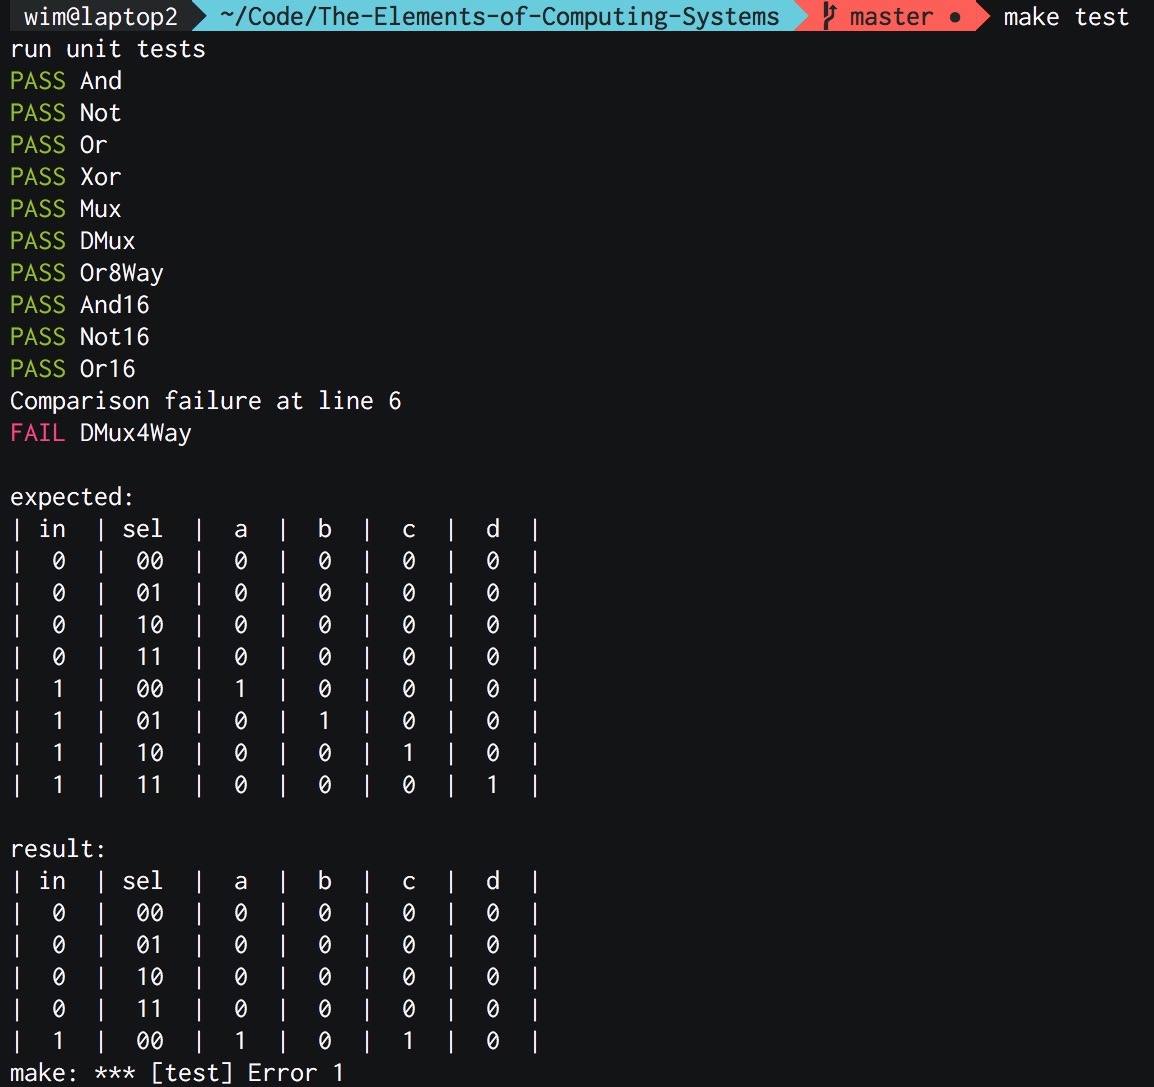 wim@laptop2 ~/Code/The-Elements-of-Computing-Systems master ● make test
run unit tests
PASS And
PASS Not
PASS Or
PASS Xor
PASS Mux
PASS DMux
PASS Or8Way
PASS And16
PASS Not16
PASS Or16
Comparison failure at line 6
FAIL DMux4Way
expected:
| in | sel | a | b | c | d |
| 0 | 00 | 0 | 0 | 0 | 0 |
| 0 | 01 | 0 | 0 | 0 | 0 |
| 0 | 10 | 0 | 0 | 0 | 0 |
| 0 | 11 | 0 | 0 | 0 | 0 |
| 1 | 00 | 1 | 0 | 0 | 0 |
| 1 | 01 | 0 | 1 | 0 | 0 |
| 1 | 10 | 0 | 0 | 1 | 0 |
| 1 | 11 | 0 | 0 | 0 | 1 |
result:
| in | sel | a | b | c | d |
| 0 | 00 | 0 | 0 | 0 | 0 |
| 0 | 01 | 0 | 0 | 0 | 0 |
| 0 | 10 | 0 | 0 | 0 | 0 |
| 0 | 11 | 0 | 0 | 0 | 0 |
| 1 | 00 | 1 | 0 | 1 | 0 |
make: *** [test] Error 1